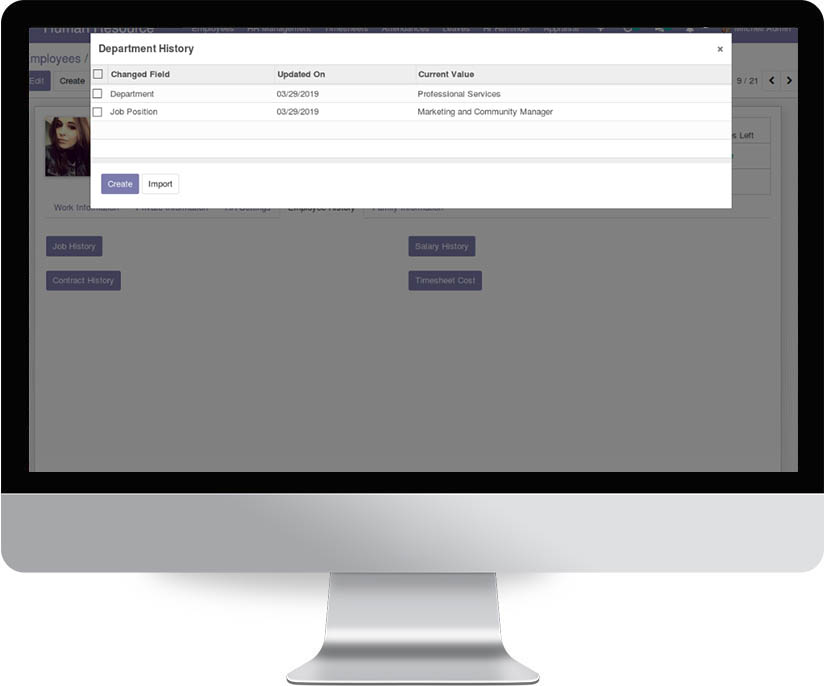 Human Resource Employees HR Management Timesheets Attendances Leaves Appraisal Mitchell Admin
mployees /
Department History ×
Changed Field Updated On Current Value
Edit Create 9 / 21
Department 03/29/2019 Professional Services
Job Position 03/29/2019 Marketing and Community Manager
s Left
Create Import
Work Information Private Information HR Settings Employee History Family Information
Job History Salary History
Contract History Timesheet Cost